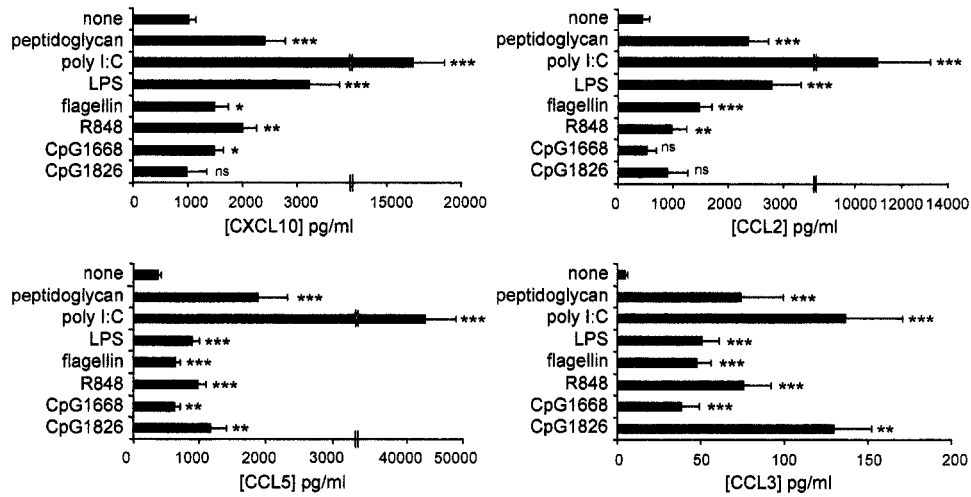 none
peptidoglycan ***
poly I:C ***
LPS ***
flagellin *
R848 **
CpG1668 *
CpG1826 ns
0 1000 2000 3000 15000 20000
[CXCL10] pg/ml
none
peptidoglycan ***
poly I:C ***
LPS ***
flagellin ***
R848 **
CpG1668 ns
CpG1826 ns
0 1000 2000 3000 10000 12000 14000
[CCL2] pg/ml
none
peptidoglycan ***
poly I:C ***
LPS ***
flagellin ***
R848 ***
CpG1668 **
CpG1826 **
0 1000 2000 3000 40000 50000
[CCL5] pg/ml
none
peptidoglycan ***
poly I:C ***
LPS ***
flagellin ***
R848 ***
CpG1668 ***
CpG1826 **
0 50 100 150 200
[CCL3] pg/ml